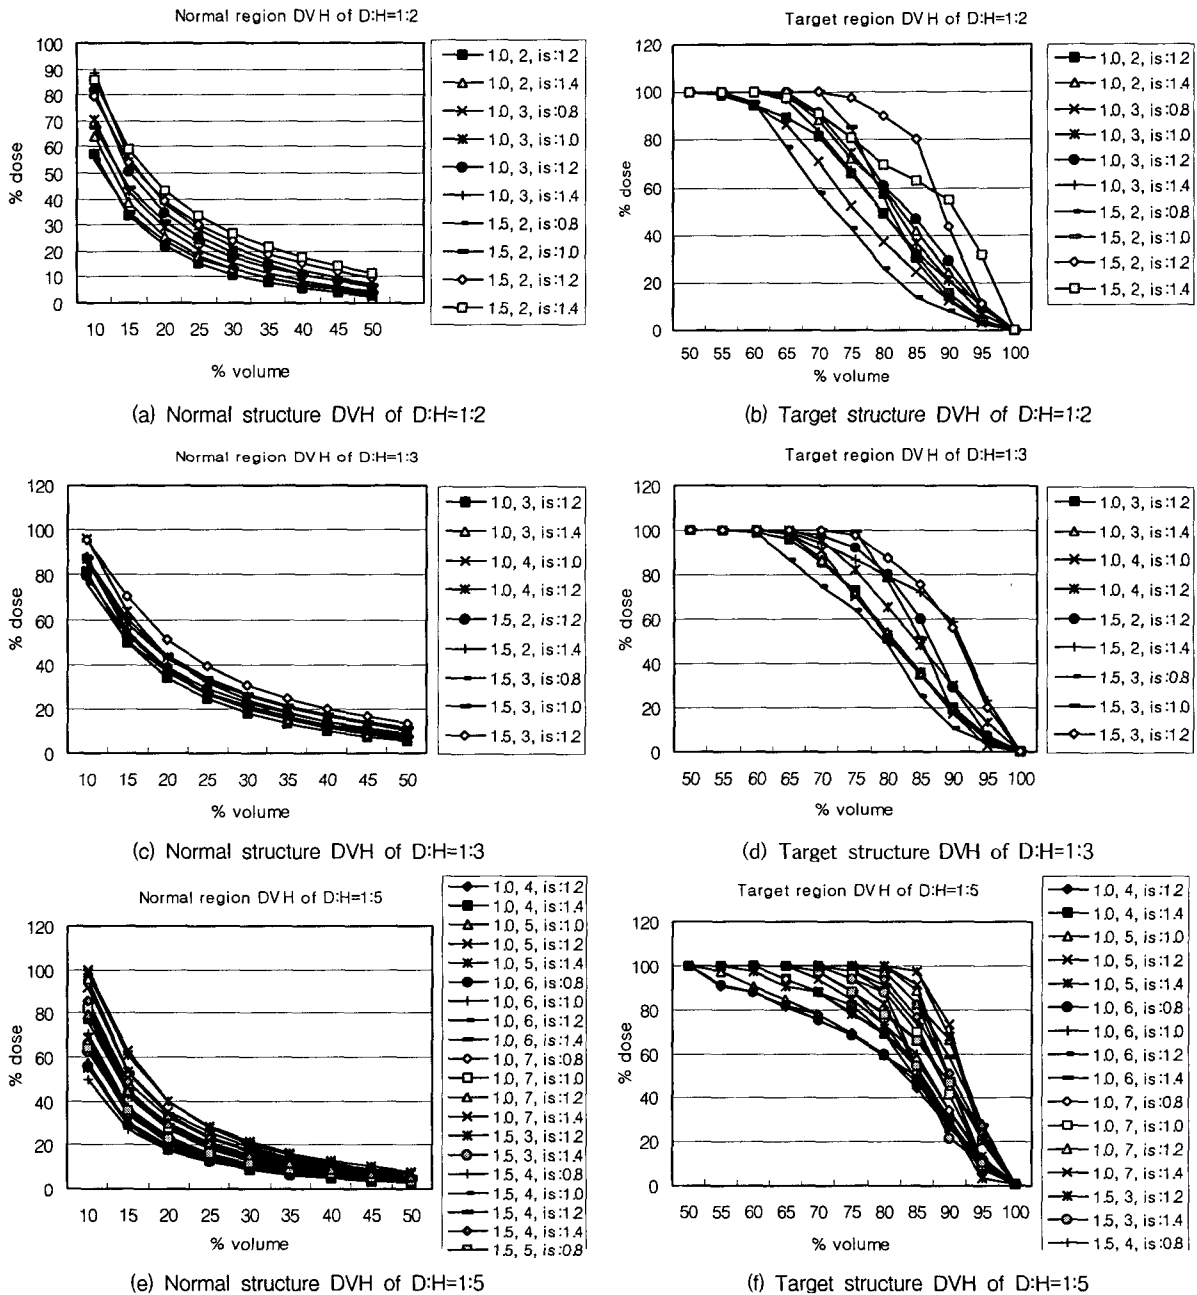 Normal region DVH of D:H=1:2
% dose
100
90
80
70
60
50
40
30
20
10
0
10 15 20 25 30 35 40 45 50
% volume
1.0, 2, is:1.2
1.0, 2, is:1.4
1.0, 3, is:0.8
1.0, 3, is:1.0
1.0, 3, is:1.2
1.0, 3, is:1.4
1.5, 2, is:0.8
1.5, 2, is:1.0
1.5, 2, is:1.2
1.5, 2, is:1.4
(a) Normal structure DVH of D:H=1:2
Target region DVH of D:H=1:2
% dose
120
100
80
60
40
20
0
50 55 60 65 70 75 80 85 90 95 100
% volume
1.0, 2, is:1.2
1.0, 2, is:1.4
1.0, 3, is:0.8
1.0, 3, is:1.0
1.0, 3, is:1.2
1.0, 3, is:1.4
1.5, 2, is:0.8
1.5, 2, is:1.0
1.5, 2, is:1.2
1.5, 2, is:1.4
(b) Target structure DVH of D:H=1:2
Normal region DVH of D:H=1:3
% dose
120
100
80
60
40
20
0
10 15 20 25 30 35 40 45 50
% volume
1.0, 3, is:1.2
1.0, 3, is:1.4
1.0, 4, is:1.0
1.0, 4, is:1.2
1.5, 2, is:1.2
1.5, 2, is:1.4
1.5, 3, is:0.8
1.5, 3, is:1.0
1.5, 3, is:1.2
(c) Normal structure DVH of D:H=1:3
Target region DVH of D:H=1:3
% dose
120
100
80
60
40
20
0
50 55 60 65 70 75 80 85 90 95 100
% volume
1.0, 3, is:1.2
1.0, 3, is:1.4
1.0, 4, is:1.0
1.0, 4, is:1.2
1.5, 2, is:1.2
1.5, 2, is:1.4
1.5, 3, is:0.8
1.5, 3, is:1.0
1.5, 3, is:1.2
(d) Target structure DVH of D:H=1:3
Normal region DVH of D:H=1:5
% dose
120
100
80
60
40
20
0
10 15 20 25 30 35 40 45 50
% volume
1.0, 4, is:1.2
1.0, 4, is:1.4
1.0, 5, is:1.0
1.0, 5, is:1.2
1.0, 5, is:1.4
1.0, 6, is:0.8
1.0, 6, is:1.0
1.0, 6, is:1.2
1.0, 6, is:1.4
1.0, 7, is:0.8
1.0, 7, is:1.0
1.0, 7, is:1.2
1.0, 7, is:1.4
1.5, 3, is:1.2
1.5, 3, is:1.4
1.5, 4, is:0.8
1.5, 4, is:1.0
1.5, 4, is:1.2
1.5, 4, is:1.4
1.5, 5, is:0.8
(e) Normal structure DVH of D:H=1:5
Target region DVH of D:H=1:5
% dose
120
100
80
60
40
20
0
50 55 60 65 70 75 80 85 90 95 100
% volume
1.0, 4, is:1.2
1.0, 4, is:1.4
1.0, 5, is:1.0
1.0, 5, is:1.2
1.0, 5, is:1.4
1.0, 6, is:0.8
1.0, 6, is:1.0
1.0, 6, is:1.2
1.0, 6, is:1.4
1.0, 7, is:0.8
1.0, 7, is:1.0
1.0, 7, is:1.2
1.0, 7, is:1.4
1.5, 3, is:1.2
1.5, 3, is:1.4
1.5, 4, is:0.8
(f) Target structure DVH of D:H=1:5